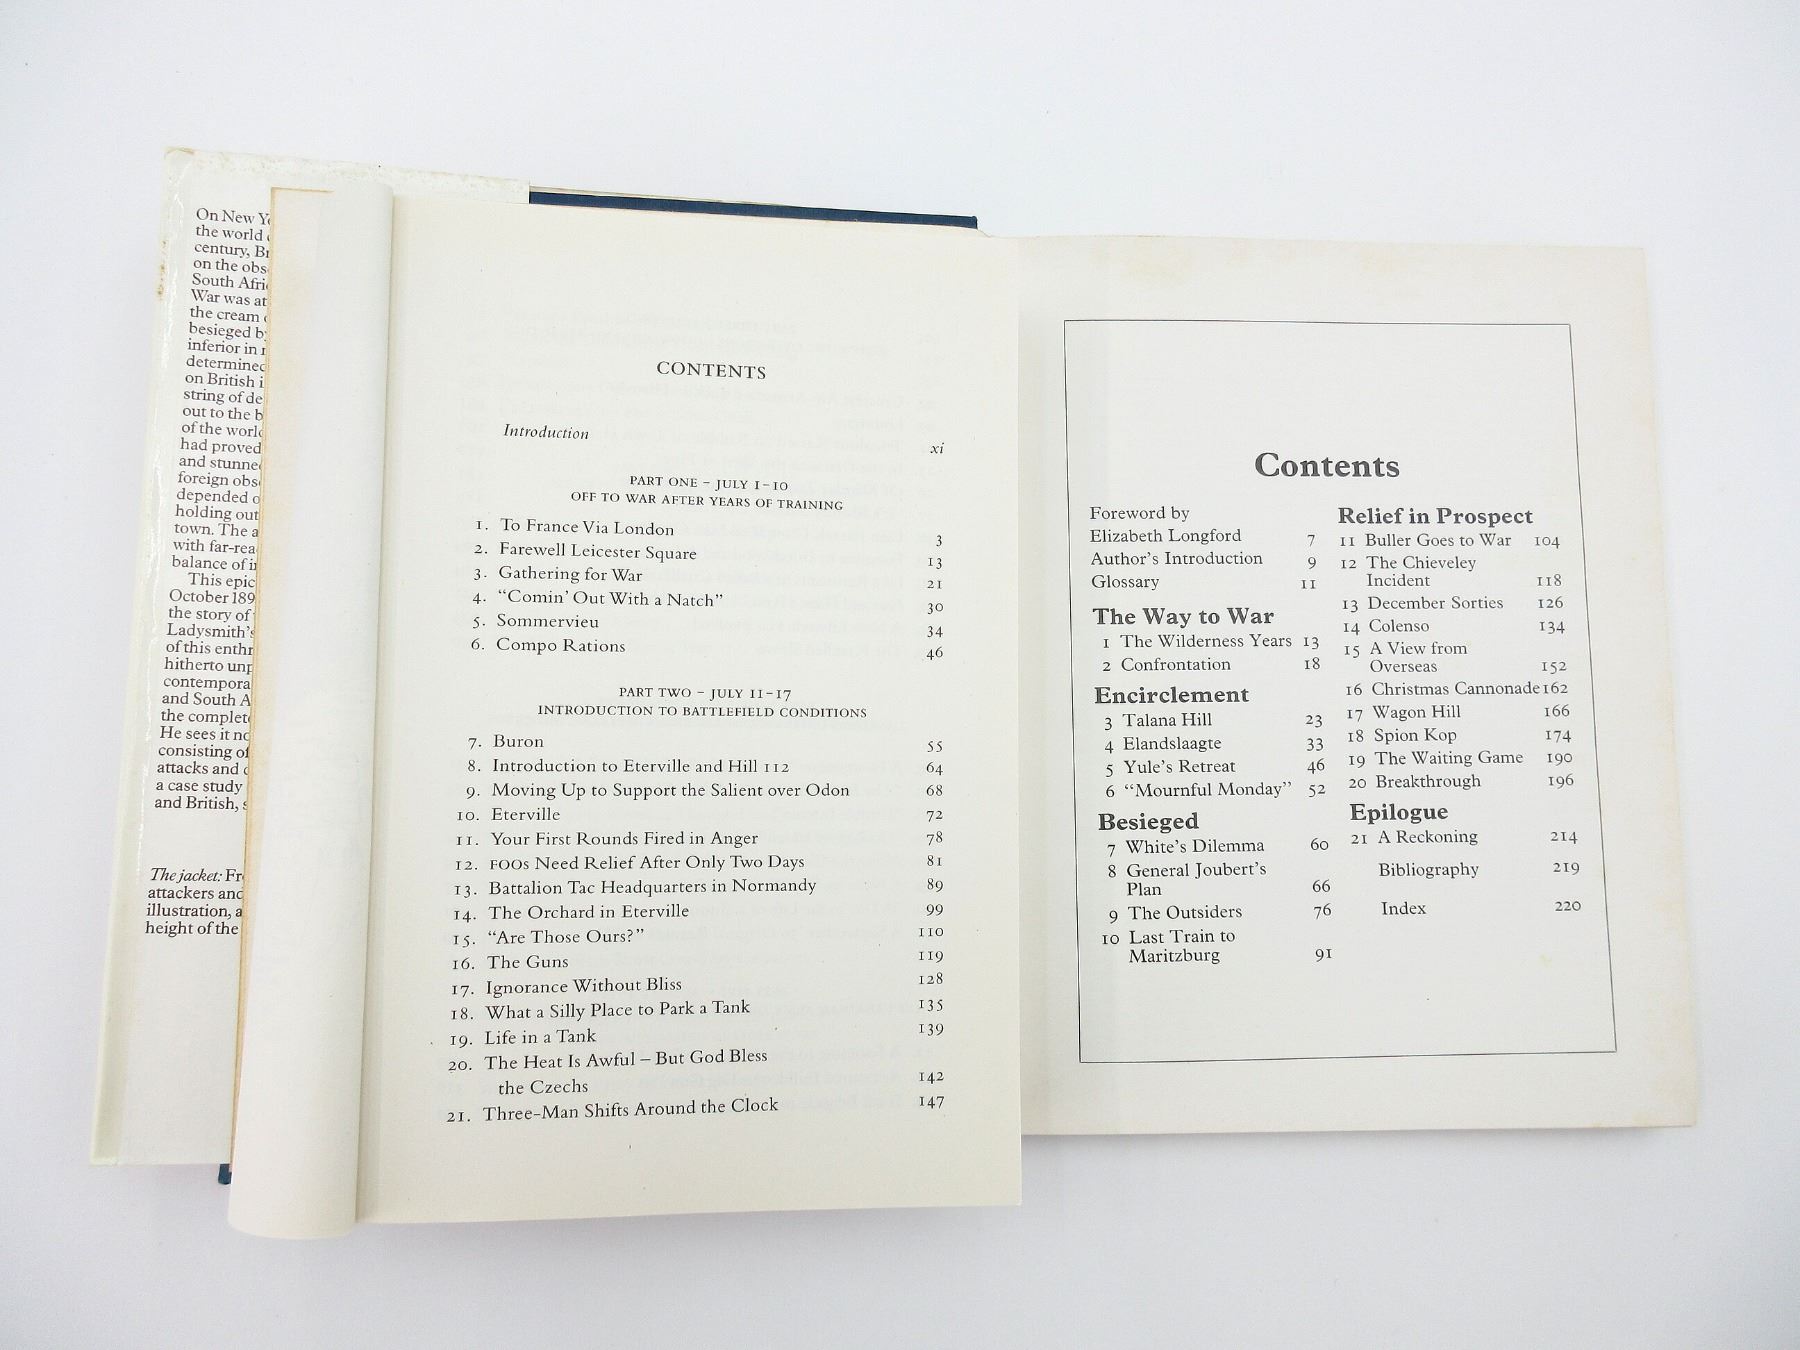 On New
the world
century,
on the
South
War was at
the cream
besieged
inferior in
determined
on British
string of
out to the
of the
had proved
and
foreign
depended
holding out
town. The
with
balance of
This epic
October
the story of
Ladysmith's
of this
hitherto
and South
the
He sees it
consisting of
attacks and
a case study
and British,
The jacket:
attackers and
illustration,
height of the
CONTENTS
Introduction xi
PART ONE – JULY 1–10
OFF TO WAR AFTER YEARS OF TRAINING
1. To France Via London 3
2. Farewell Leicester Square 13
3. Gathering for War 21
4. “Comin’ Out With a Natch” 30
5. Sommervieu 34
6. Compo Rations 46
PART TWO – JULY 11–17
INTRODUCTION TO BATTLEFIELD CONDITIONS
7. Buron 55
8. Introduction to Eterville and Hill 112 64
9. Moving Up to Support the Salient over Odon 68
10. Eterville 72
11. Your First Rounds Fired in Anger 78
12. FOOs Need Relief After Only Two Days 81
13. Battalion Tac Headquarters in Normandy 89
14. The Orchard in Eterville 99
15. “Are Those Ours?” 110
16. The Guns 119
17. Ignorance Without Bliss 128
18. What a Silly Place to Park a Tank 135
19. Life in a Tank 139
20. The Heat Is Awful – But God Bless
the Czechs 142
21. Three-Man Shifts Around the Clock 147
Contents
Foreword by
Elizabeth Longford 7
Author’s Introduction 9
Glossary 11
The Way to War
1 The Wilderness Years 13
2 Confrontation 18
Encirclement
3 Talana Hill 23
4 Elandslaagte 33
5 Yule’s Retreat 46
6 “Mournful Monday” 52
Besieged
7 White’s Dilemma 60
8 General Joubert’s
Plan 66
9 The Outsiders 76
10 Last Train to
Maritzburg 91
Relief in Prospect
11 Buller Goes to War 104
12 The Chieveley
Incident 118
13 December Sorties 126
14 Colenso 134
15 A View from
Overseas 152
16 Christmas Cannonade 162
17 Wagon Hill 166
18 Spion Kop 174
19 The Waiting Game 190
20 Breakthrough 196
Epilogue
21 A Reckoning 214
Bibliography 219
Index 220